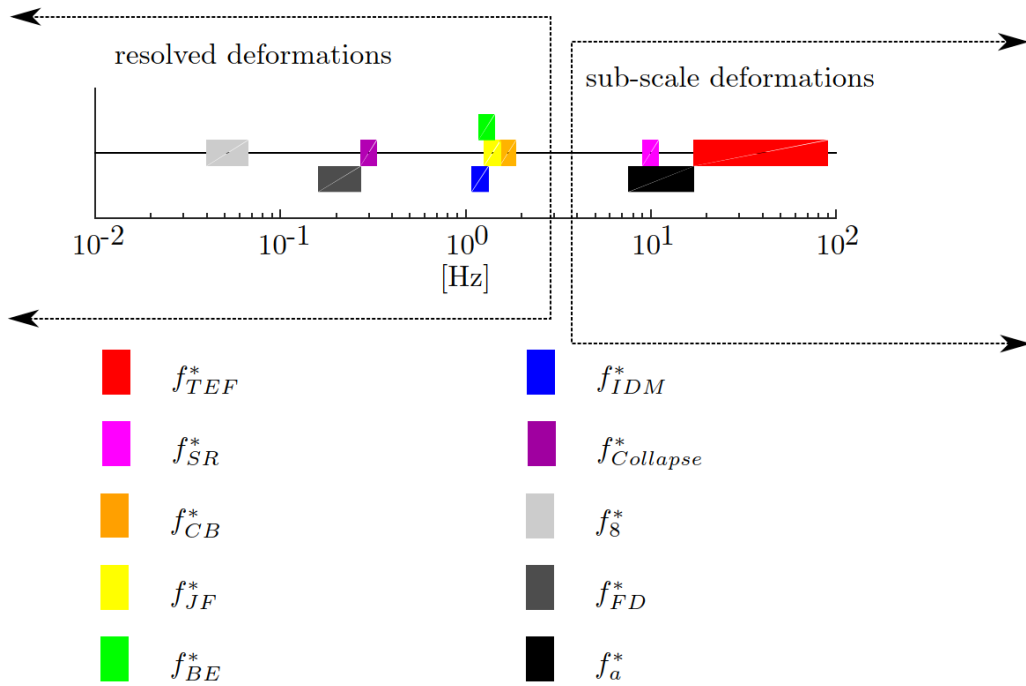 resolved deformations
sub-scale deformations
10^-2 10^-1 10^0 10^1 10^2
[Hz]
f*_TEF f*_IDM
f*_SR f*_Collapse
f*_CB f*_8
f*_JF f*_FD
f*_BE f*_a